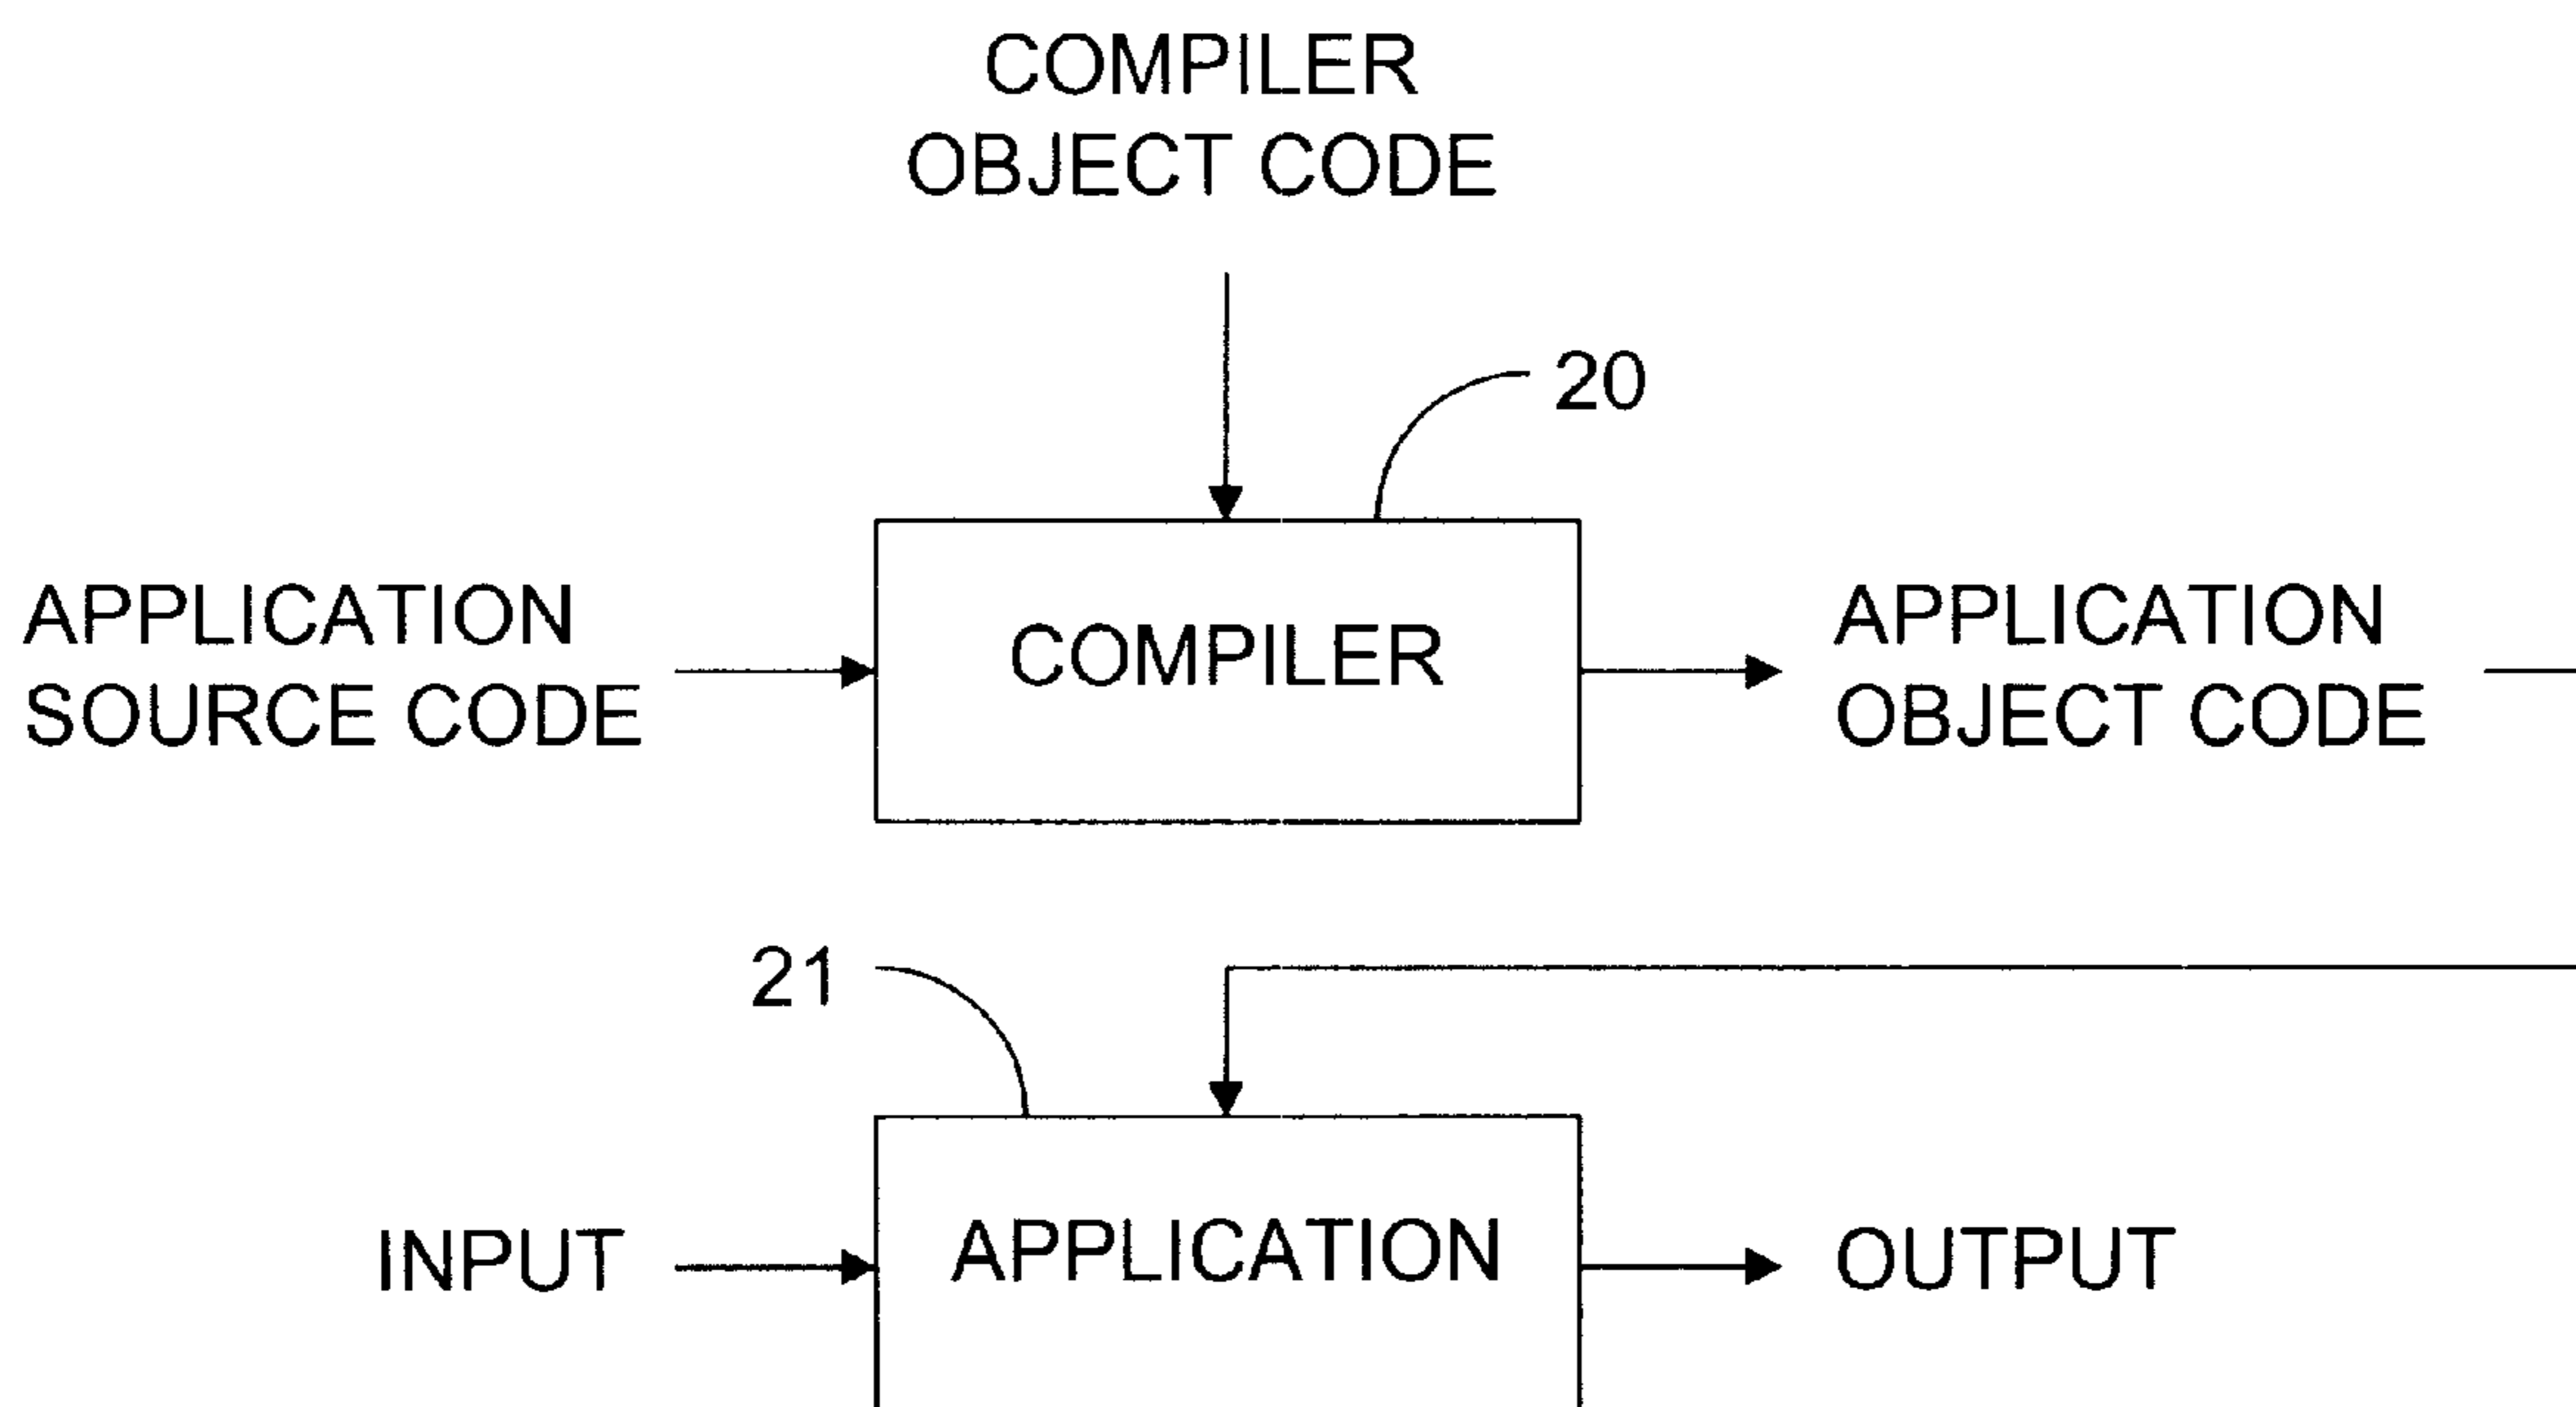 COMPILER
OBJECT CODE
20
APPLICATION
SOURCE CODE
COMPILER
APPLICATION
OBJECT CODE
21
INPUT
APPLICATION
OUTPUT